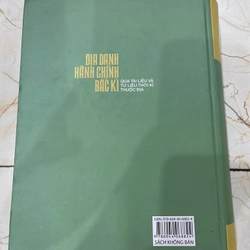 ĐỊA DANH
HÀNH CHÍNH
BẮC KÌ
QUA TÀI LIỆU VÀ
TƯ LIỆU THỜI KÌ
THUỘC ĐỊA
SÁCH KHÔNG BÁN